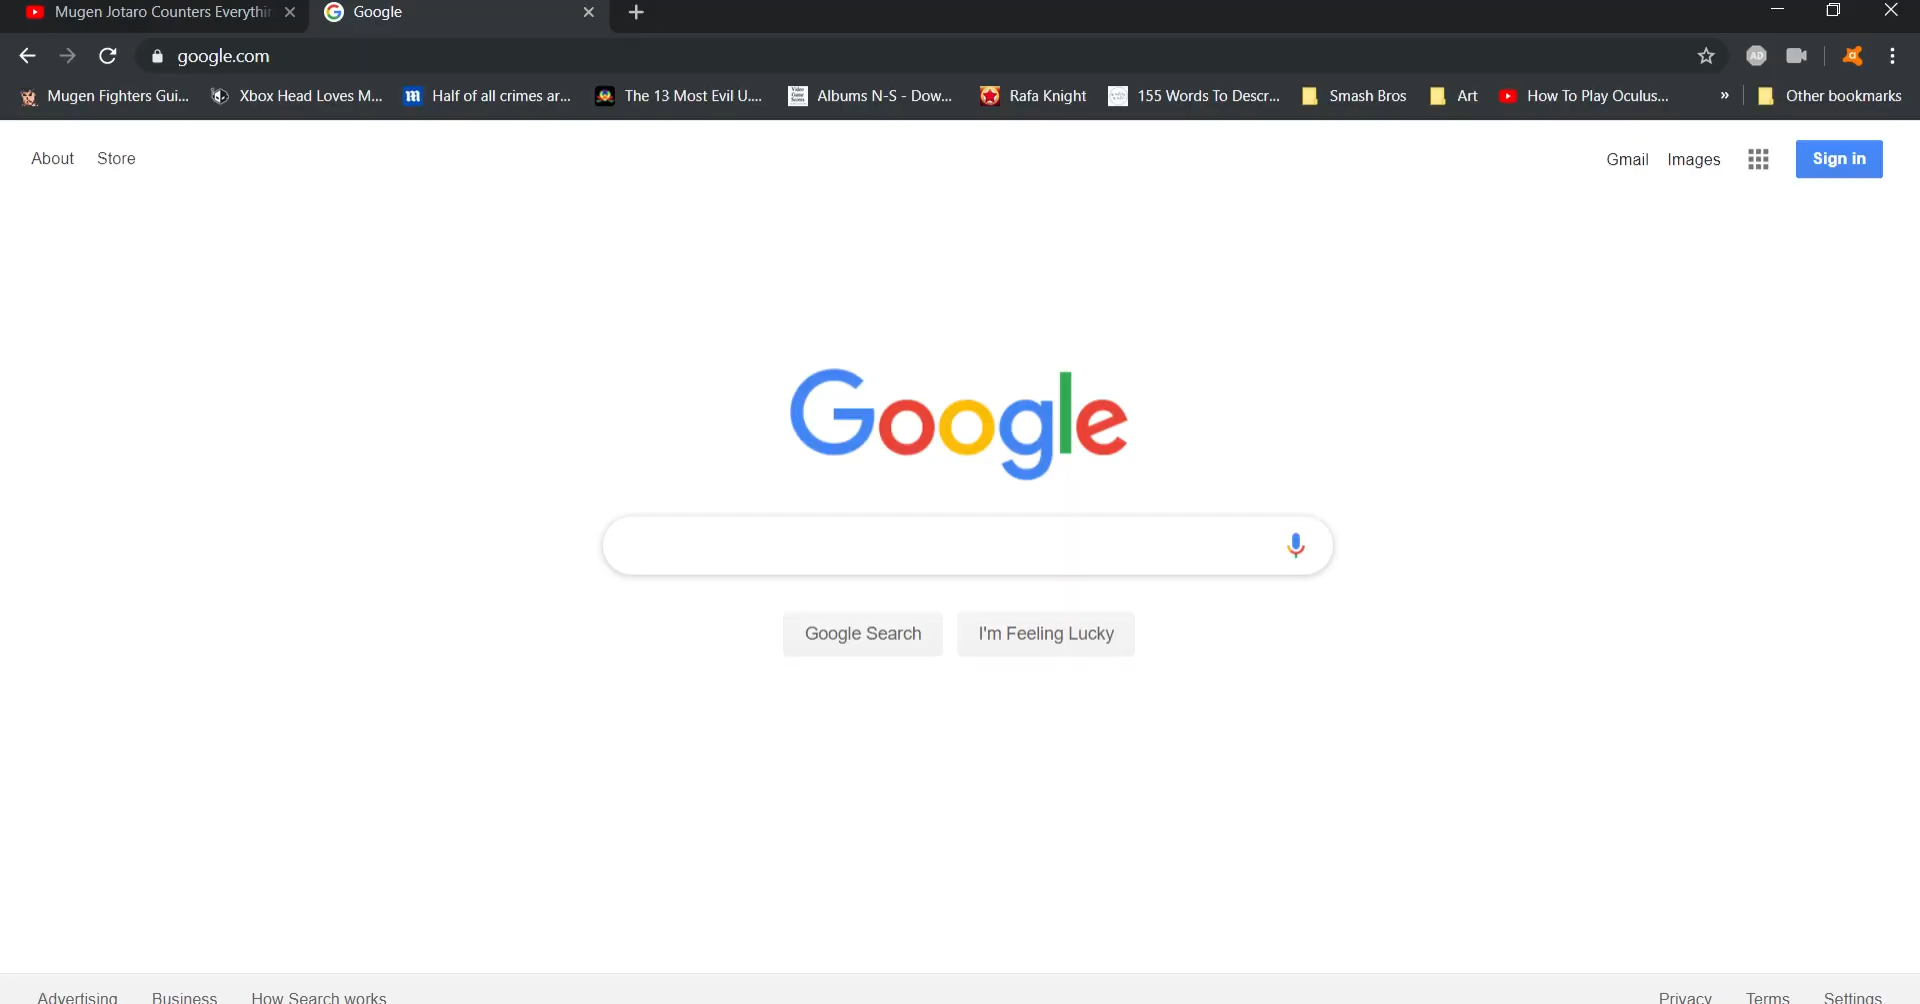 Mugen Jotaro Counters Everythin
Google
google.com
Mugen Fighters Gui...
Xbox Head Loves M...
Half of all crimes ar...
The 13 Most Evil U....
Albums N-S - Dow...
Rafa Knight
155 Words To Descr...
Smash Bros
Art
How To Play Oculus...
»
Other bookmarks
About
Store
Gmail
Images
Sign in
Google
Google Search
I'm Feeling Lucky
Advertising
Business
How Search works
Privacy
Terms
Settings